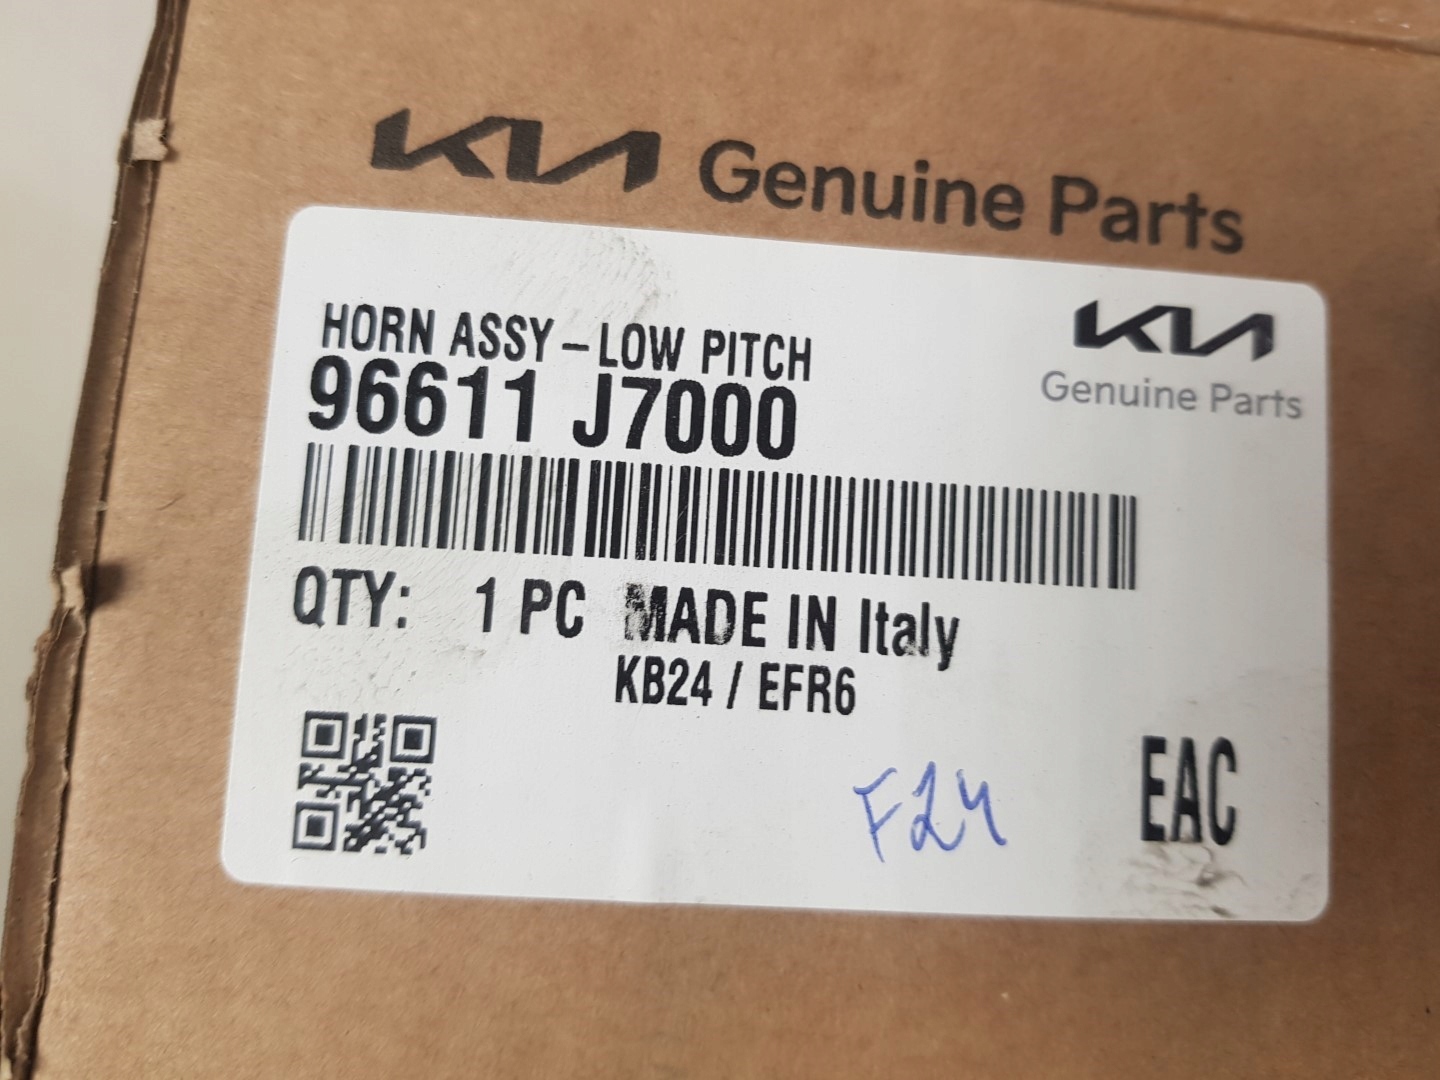 KIA Genuine Parts
KIA
Genuine Parts
HORN ASSY – LOW PITCH
96611 J7000
QTY: 1 PC MADE IN Italy
KB24 / EFR6
F24
EAC